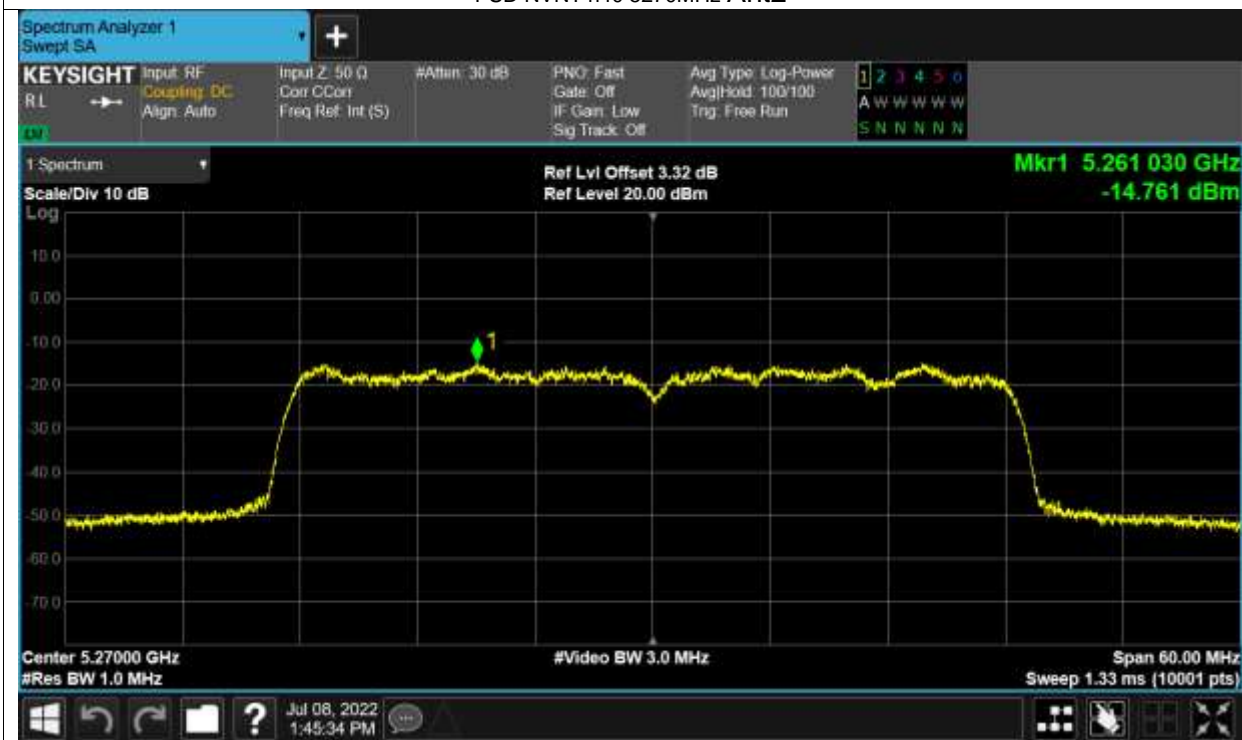 Spectrum Analyzer 1
Swept SA
+
KEYSIGHT
RL
Input: RF
Coupling: DC
Align: Auto
Input Z: 50 Ω
Corr CCorr
Freq Ref: Int (S)
#Atten: 30 dB
PNO: Fast
Gate: Off
IF Gain: Low
Sig Track: Off
Avg Type: Log-Power
Avg|Hold: 100/100
Trig: Free Run
1 2 3 4 5 6
A W W W W W
S N N N N N
1 Spectrum
Scale/Div 10 dB
Ref Lvl Offset 3.32 dB
Ref Level 20.00 dBm
Mkr1 5.261 030 GHz
-14.761 dBm
Log
10.0
0.00
-10.0
-20.0
-30.0
-40.0
-50.0
-60.0
-70.0
1
Center 5.27000 GHz
#Res BW 1.0 MHz
#Video BW 3.0 MHz
Span 60.00 MHz
Sweep 1.33 ms (10001 pts)
?
Jul 08, 2022
1:45:34 PM